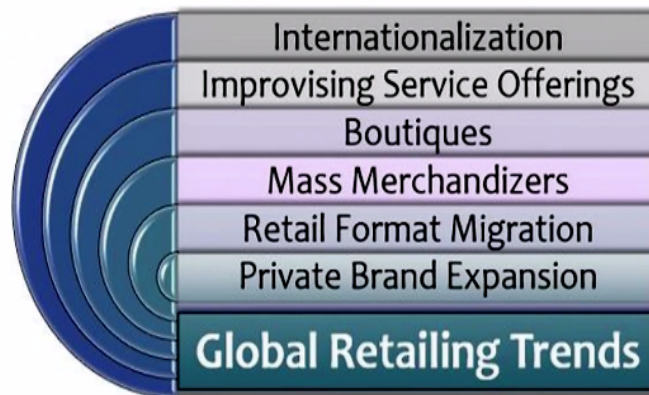 Internationalization
Improvising Service Offerings
Boutiques
Mass Merchandizers
Retail Format Migration
Private Brand Expansion
Global Retailing Trends